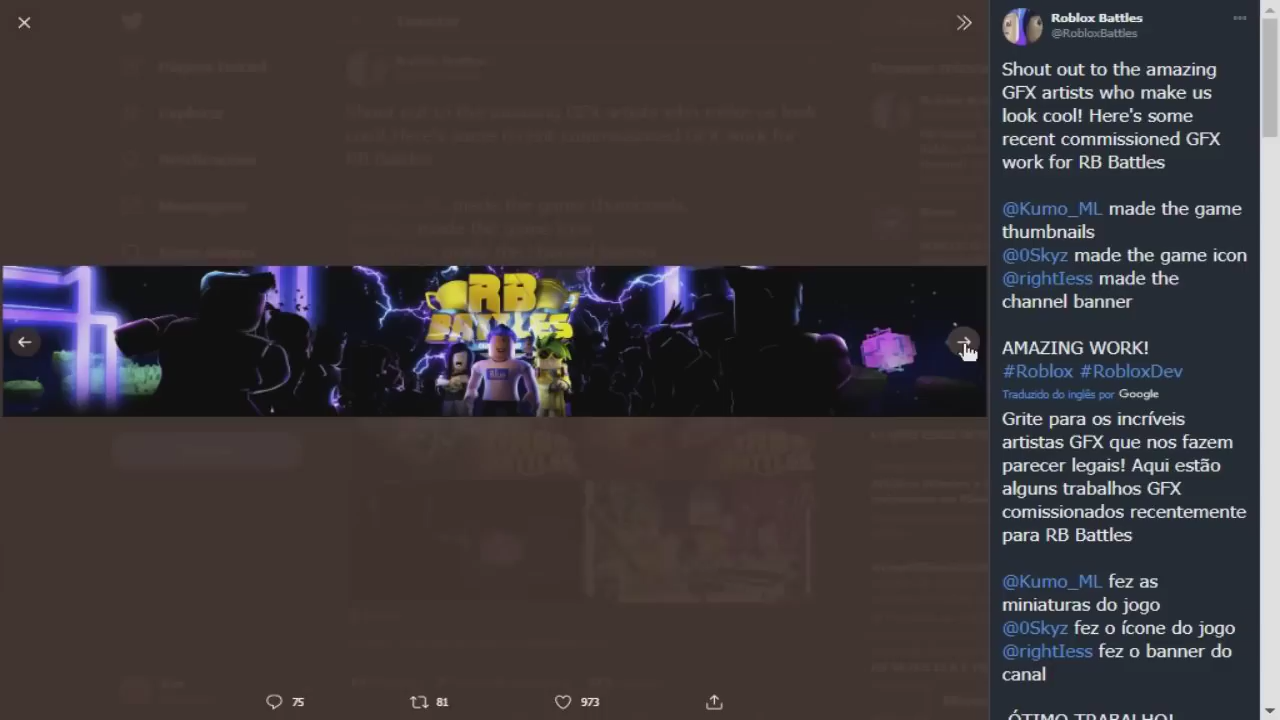 Roblox Battles
@RobloxBattles
Shout out to the amazing
GFX artists who make us
look cool! Here's some
recent commissioned GFX
work for RB Battles
@Kumo_ML made the game
thumbnails
@0Skyz made the game icon
@rightIess made the
channel banner
AMAZING WORK!
#Roblox #RobloxDev
Traduzido do inglês por Google
Grite para os incríveis
artistas GFX que nos fazem
parecer legais! Aqui estão
alguns trabalhos GFX
comissionados recentemente
para RB Battles
@Kumo_ML fez as
miniaturas do jogo
@0Skyz fez o ícone do jogo
@rightIess fez o banner do
canal
ÓTIMO TRABALHO!
RB
BATTLES
Blue
75 81 973